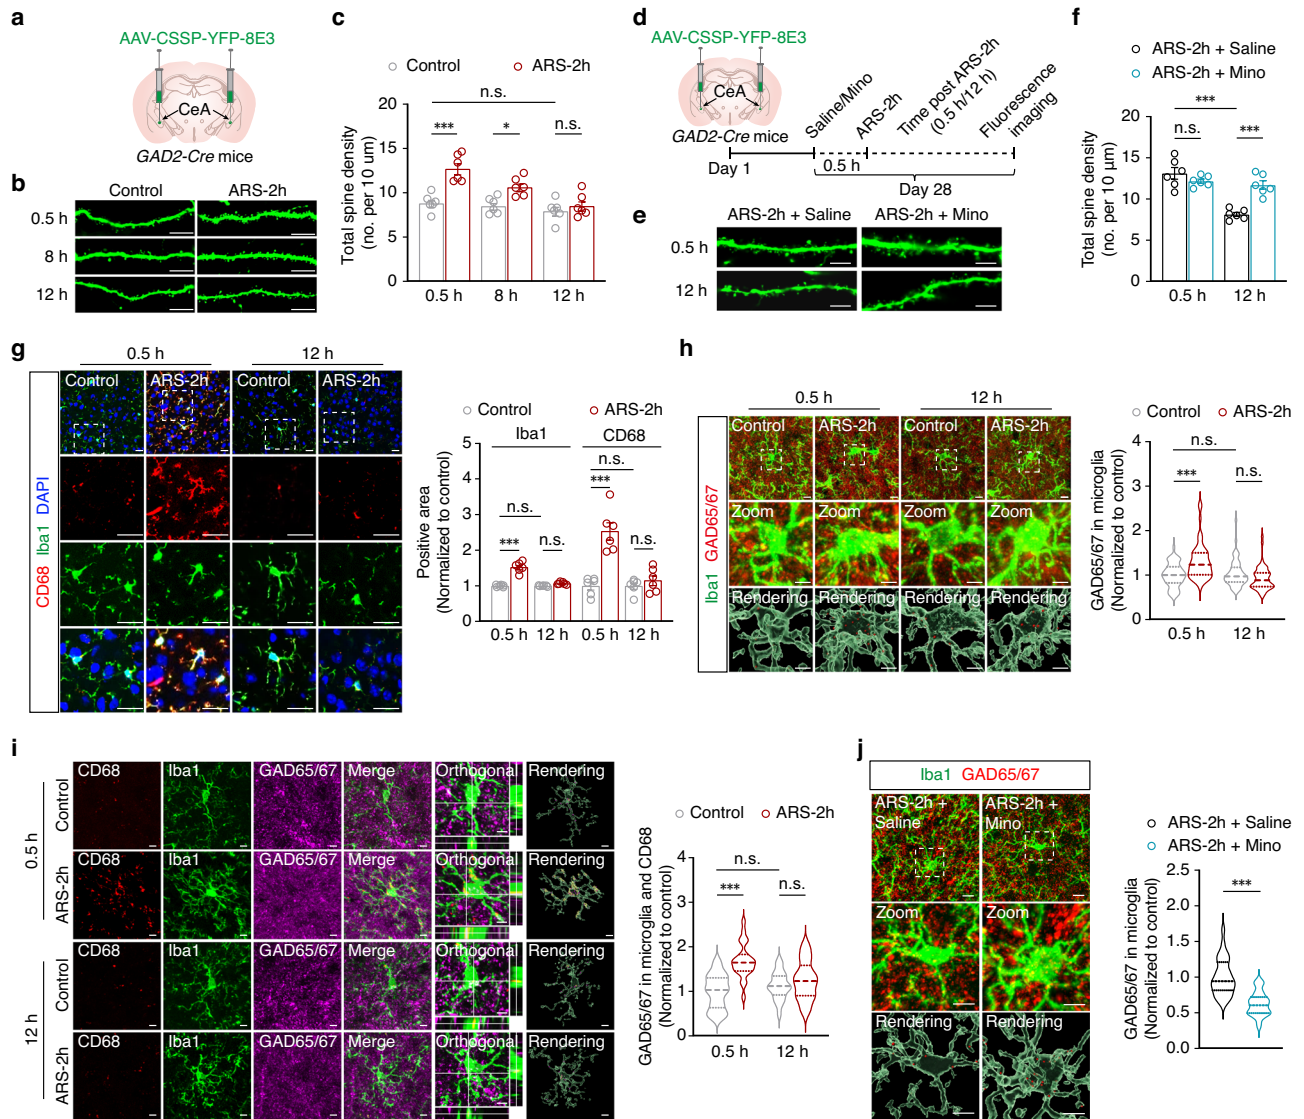 a
AAV-CSSP-YFP-8E3
CeA
GAD2-Cre mice
b
Control ARS-2h
0.5 h
8 h
12 h
c
Control ARS-2h
n.s.
*** * n.s.
Total spine density
(no. per 10 um)
20
15
10
5
0
0.5 h 8 h 12 h
d
AAV-CSSP-YFP-8E3
CeA
GAD2-Cre mice
Saline/Mino
ARS-2h
Time post ARS-2h
(0.5 h/12 h)
Fluorescence
imaging
Day 1
0.5 h
Day 28
e
ARS-2h + Saline ARS-2h + Mino
0.5 h
12 h
f
ARS-2h + Saline
ARS-2h + Mino
***
n.s. ***
Total spine density
(no. per 10 μm)
20
15
10
5
0
0.5 h 12 h
g
0.5 h 12 h
Control ARS-2h Control ARS-2h
CD68 Iba1 DAPI
Control ARS-2h
Iba1 CD68
n.s.
n.s. ***
*** n.s. n.s.
Positive area
(Normalized to control)
5
4
3
2
1
0
0.5 h 12 h 0.5 h 12 h
h
0.5 h 12 h
Control ARS-2h Control ARS-2h
Zoom Zoom Zoom Zoom
Rendering Rendering Rendering Rendering
Iba1 GAD65/67
Control ARS-2h
n.s.
*** n.s.
GAD65/67 in microglia
(Normalized to control)
4
3
2
1
0
0.5 h 12 h
i
0.5 h
Control
CD68 Iba1 GAD65/67 Merge Orthogonal Rendering
ARS-2h
CD68 Iba1 GAD65/67 Merge Orthogonal Rendering
12 h
Control
CD68 Iba1 GAD65/67 Merge Orthogonal Rendering
ARS-2h
CD68 Iba1 GAD65/67 Merge Orthogonal Rendering
Control ARS-2h
n.s.
*** n.s.
GAD65/67 in microglia and CD68
(Normalized to control)
4
3
2
1
0
0.5 h 12 h
j
Iba1 GAD65/67
ARS-2h +
Saline
ARS-2h +
Mino
Zoom Zoom
Rendering Rendering
ARS-2h + Saline
ARS-2h + Mino
***
GAD65/67 in microglia
(Normalized to control)
2.5
2.0
1.5
1.0
0.5
0.0